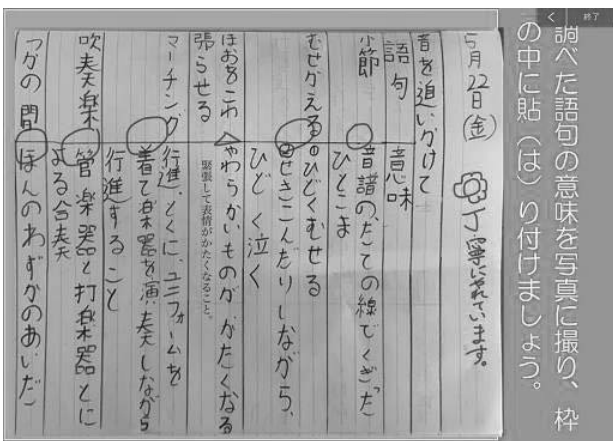 終了
調べた語句の意味を写真に撮り、枠
の中に貼（は）り付けましょう。
5月22日(金)
丁寧にやれています。
音を追いかけて
語句
意味
小節
音譜の、たての線でくぎった
ひとこま
むせかえる
①ひどくむせる
②せきこんだりしながら、
ひどく泣く
ほおをこわ
張らせる
やわらかいものが、かたくなる
緊張して表情がかたくなること。
マーチング
行進、とくに、ユニフォームを
着て楽器を演奏しながら
行進すること
吹奏楽
管楽器と打楽器とに
よる合奏
つかの間
ほんのわずかのあいだ